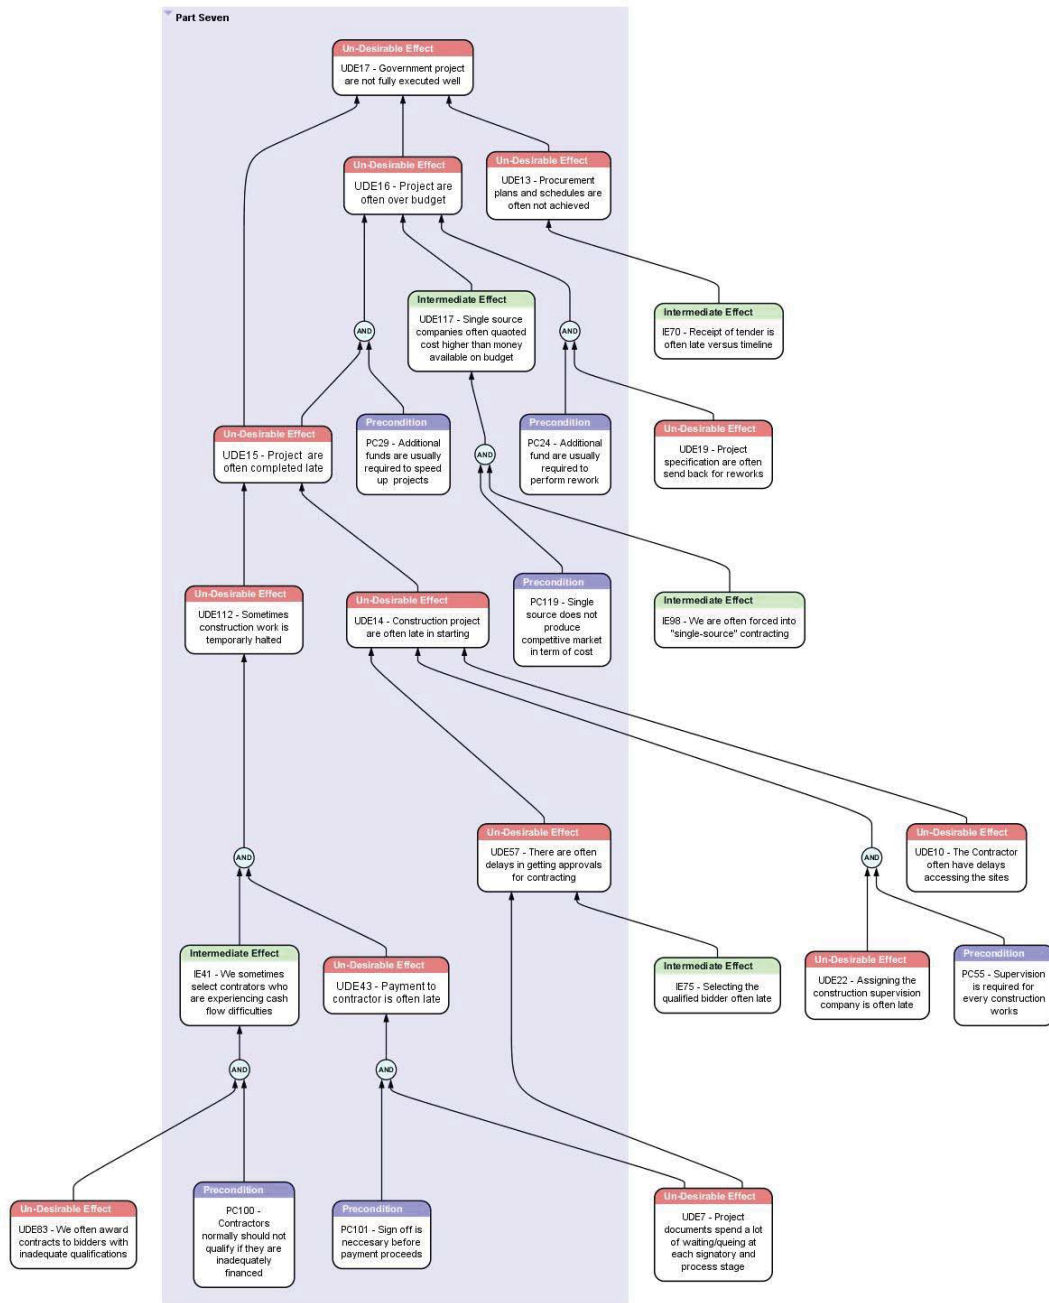 Part Seven
Un-Desirable Effect
UDE17 - Government project
are not fully executed well
Un-Desirable Effect
UDE16 - Project are
often over budget
Un-Desirable Effect
UDE13 - Procurement
plans and schedules are
often not achieved
Intermediate Effect
UDE117 - Single source
companies often quaoted
cost higher than money
available on budget
Intermediate Effect
IE70 - Receipt of tender is
often late versus timeline
AND
AND
Un-Desirable Effect
UDE15 - Project are
often completed late
Precondition
PC29 - Additional
funds are usually
required to speed
up projects
Precondition
PC24 - Additional
fund are usually
required to
perform rework
Un-Desirable Effect
UDE19 - Project
specification are often
send back for reworks
AND
Un-Desirable Effect
UDE112 - Sometimes
construction work is
temporarly halted
Un-Desirable Effect
UDE14 - Construction project
are often late in starting
Precondition
PC119 - Single
source does not
produce
competitive market
in term of cost
Intermediate Effect
IE98 - We are often forced into
"single-source" contracting
Un-Desirable Effect
UDE57 - There are often
delays in getting approvals
for contracting
Un-Desirable Effect
UDE10 - The Contractor
often have delays
accessing the sites
AND
AND
Intermediate Effect
IE41 - We sometimes
select contrators who
are experiencing cash
flow difficulties
Un-Desirable Effect
UDE43 - Payment to
contractor is often late
Intermediate Effect
IE75 - Selecting the
qualified bidder often late
Un-Desirable Effect
UDE22 - Assigning the
construction supervision
company is often late
Precondition
PC55 - Supervision
is required for
every construction
works
AND
AND
Un-Desirable Effect
UDE83 - We often award
contracts to bidders with
inadequate qualifications
Precondition
PC100 -
Contractors
normally should not
qualify if they are
inadequately
financed
Precondition
PC101 - Sign off is
neccesary before
payment proceeds
Un-Desirable Effect
UDE7 - Project
documents spend a lot
of waiting/queing at
each signatory and
process stage